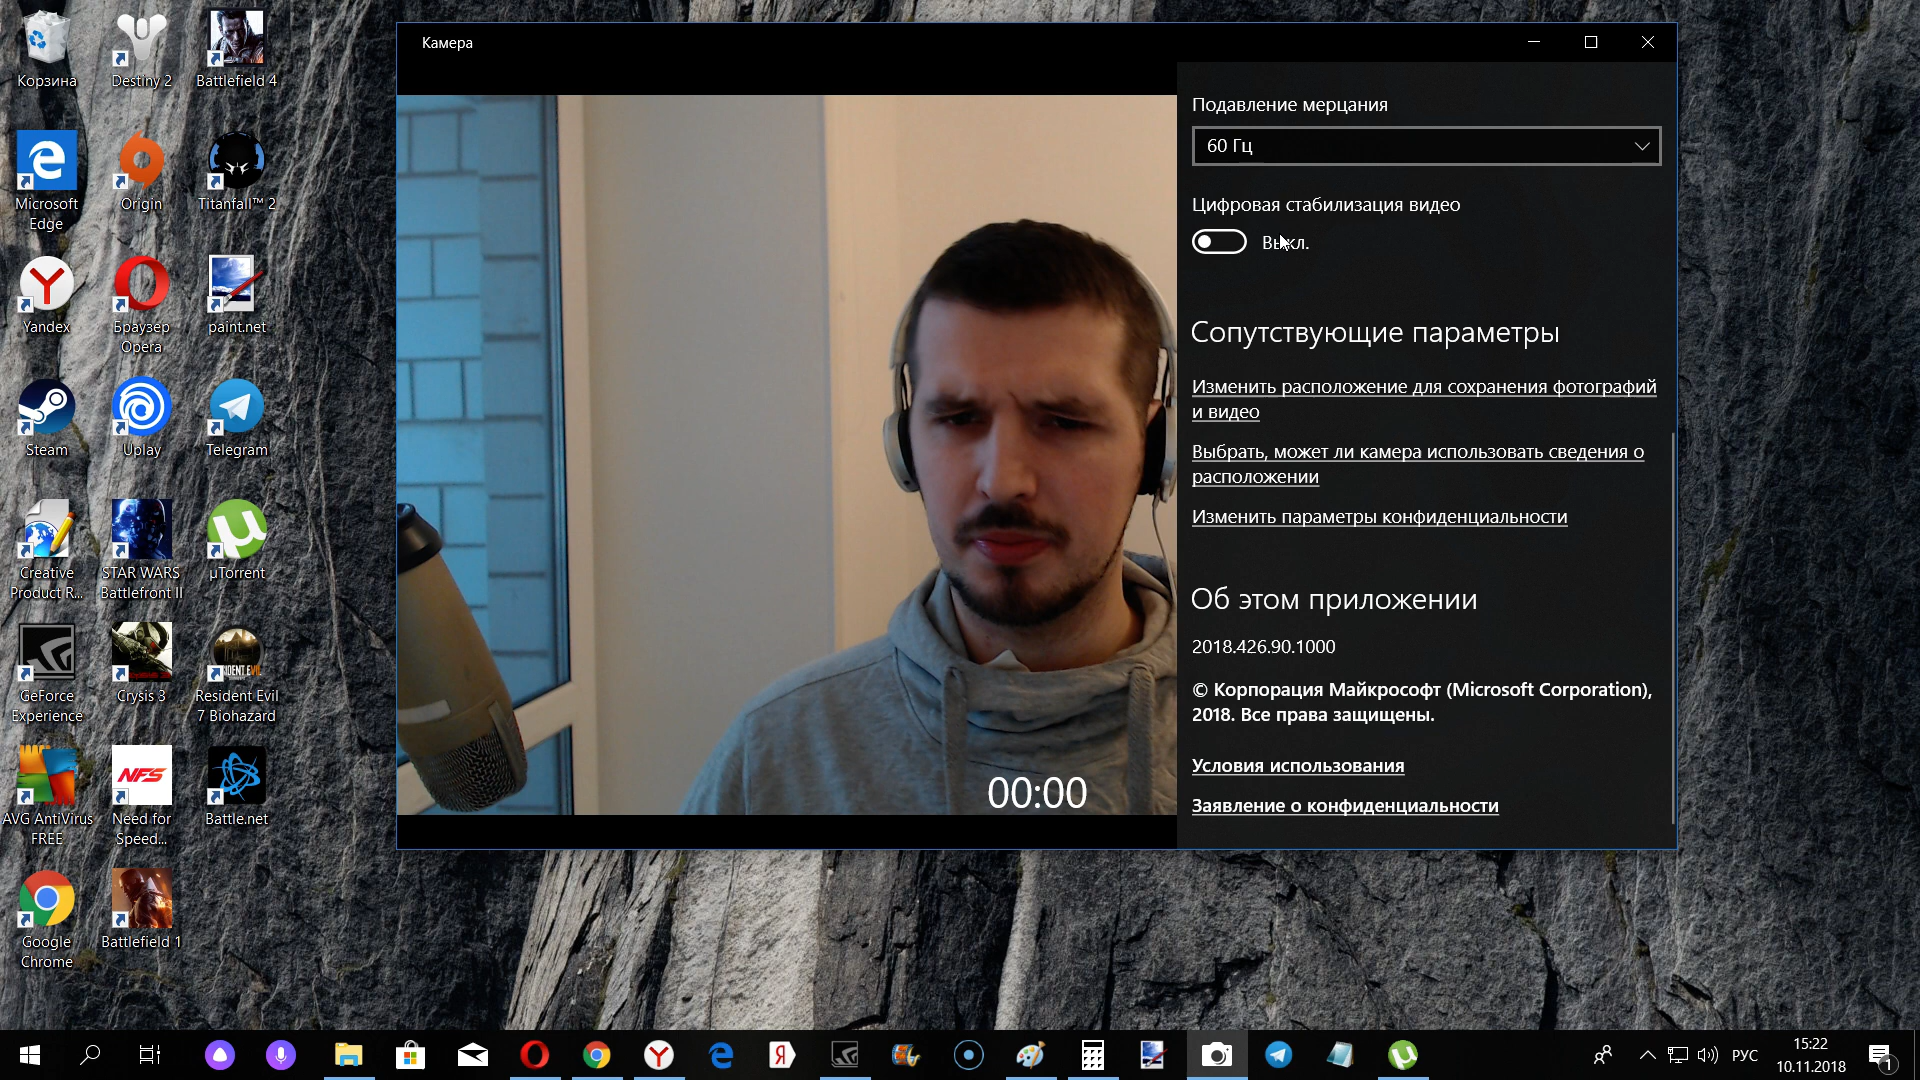 Корзина
Destiny 2
Battlefield 4
Microsoft
Edge
Origin
Titanfall™ 2
Yandex
Браузер
Opera
paint.net
Steam
Uplay
Telegram
Creative
Product R...
STAR WARS
Battlefront II
µTorrent
GeForce
Experience
Crysis 3
Resident Evil
7 Biohazard
AVG AntiVirus
FREE
NFS
Need for
Speed...
Battle.net
Google
Chrome
Battlefield 1
Камера
00:00
Подавление мерцания
60 Гц
Цифровая стабилизация видео
Выкл.
Сопутствующие параметры
Изменить расположение для сохранения фотографий
и видео
Выбрать, может ли камера использовать сведения о
расположении
Изменить параметры конфиденциальности
Об этом приложении
2018.426.90.1000
© Корпорация Майкрософт (Microsoft Corporation),
2018. Все права защищены.
Условия использования
Заявление о конфиденциальности
РУС
15:22
10.11.2018
1